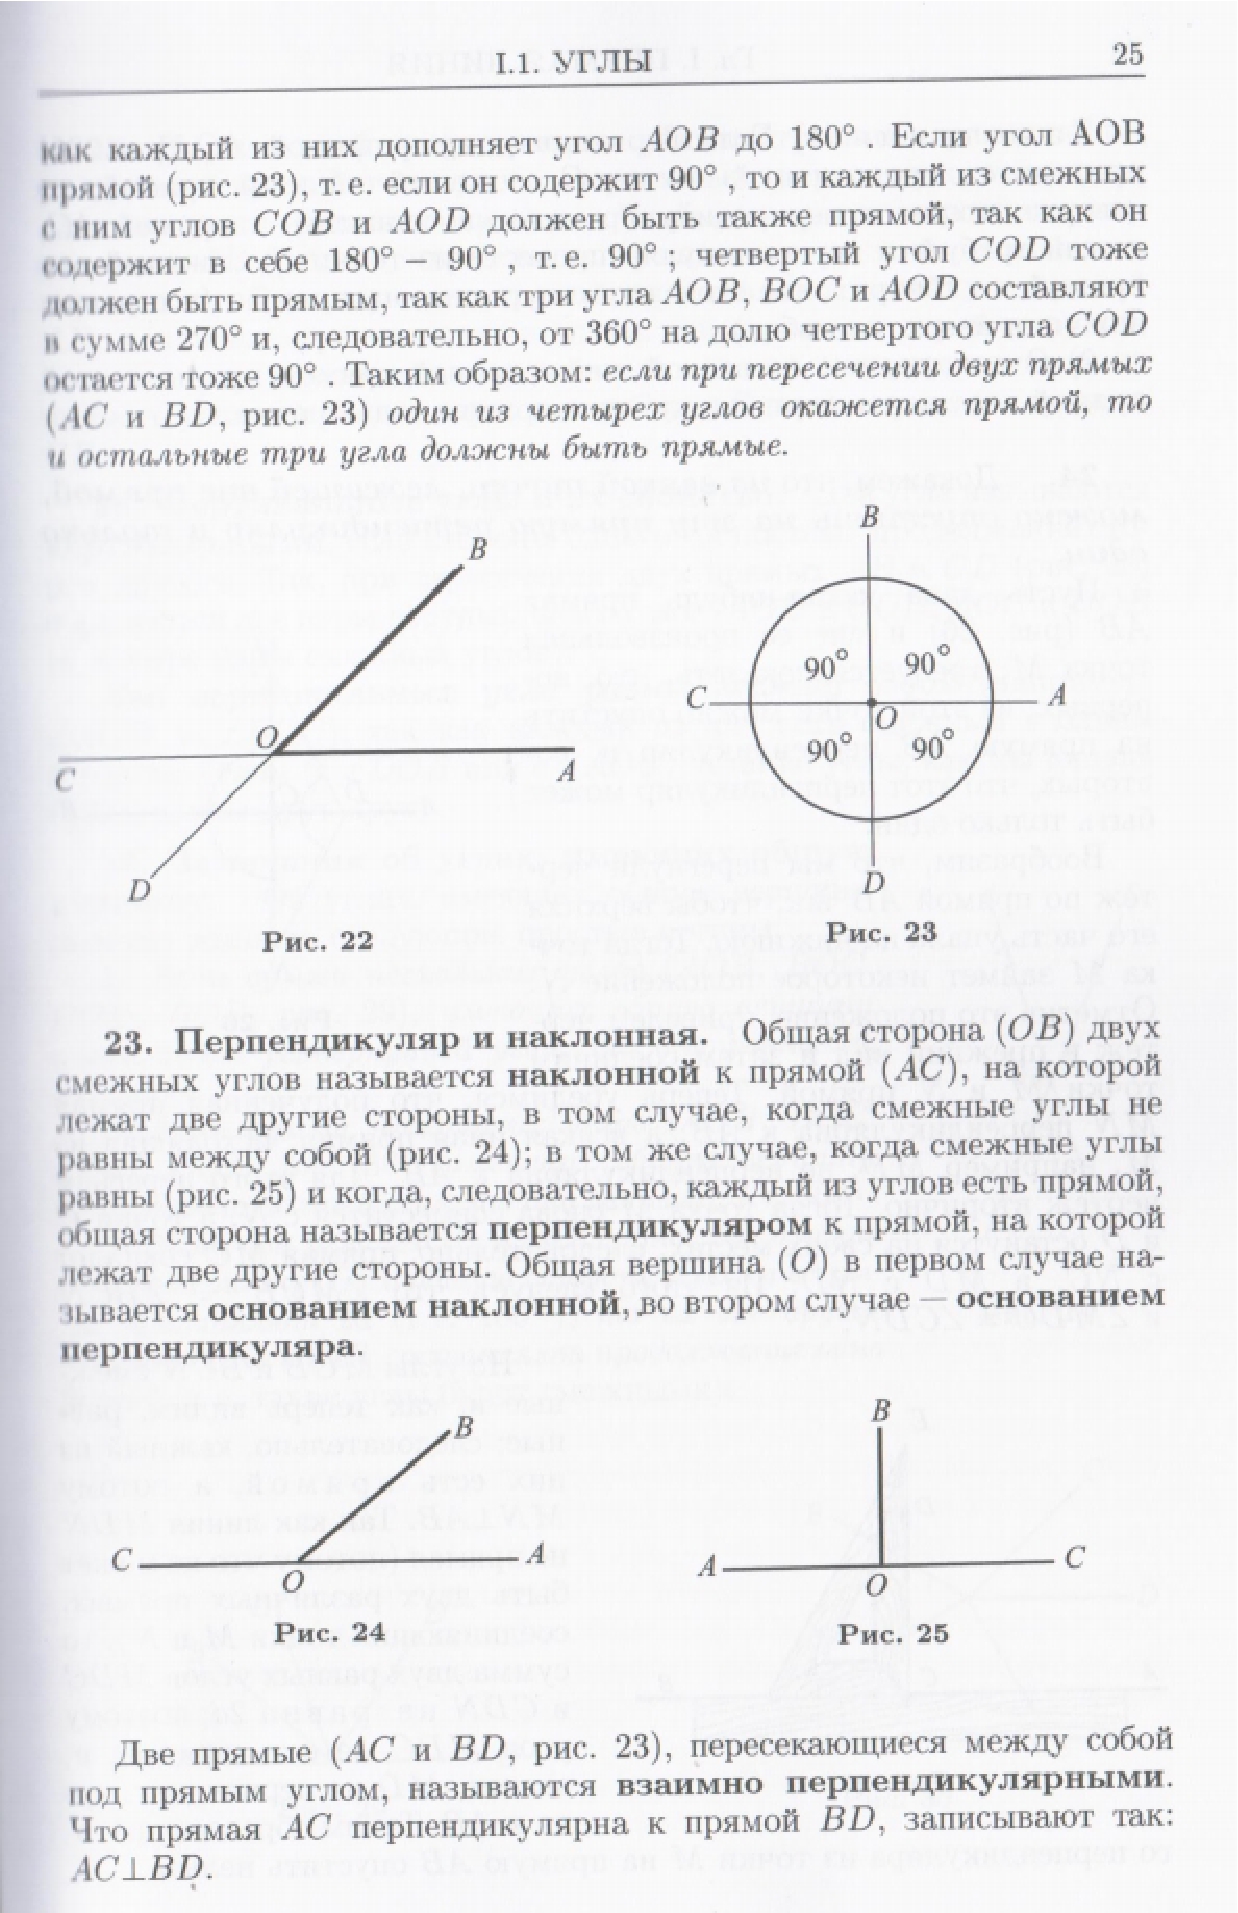 I.1. УГЛЫ 25
как каждый из них дополняет угол AOB до 180° . Если угол AOB
прямой (рис. 23), т. е. если он содержит 90° , то и каждый из смежных
с ним углов COB и AOD должен быть также прямой, так как он
содержит в себе 180° − 90° , т. е. 90° ; четвертый угол COD тоже
должен быть прямым, так как три угла AOB, BOC и AOD составляют
в сумме 270° и, следовательно, от 360° на долю четвертого угла COD
остается тоже 90° . Таким образом: если при пересечении двух прямых
(AC и BD, рис. 23) один из четырех углов окажется прямой, то
и остальные три угла должны быть прямые.
B
O
C
A
D
Рис. 22
B
90° 90°
C A
O
90° 90°
D
Рис. 23
23. Перпендикуляр и наклонная. Общая сторона (OB) двух
смежных углов называется наклонной к прямой (AC), на которой
лежат две другие стороны, в том случае, когда смежные углы не
равны между собой (рис. 24); в том же случае, когда смежные углы
равны (рис. 25) и когда, следовательно, каждый из углов есть прямой,
общая сторона называется перпендикуляром к прямой, на которой
лежат две другие стороны. Общая вершина (O) в первом случае на-
зывается основанием наклонной, во втором случае — основанием
перпендикуляра.
B
C A
O
Рис. 24
B
A C
O
Рис. 25
Две прямые (AC и BD, рис. 23), пересекающиеся между собой
под прямым углом, называются взаимно перпендикулярными.
Что прямая AC перпендикулярна к прямой BD, записывают так:
AC⊥BD.